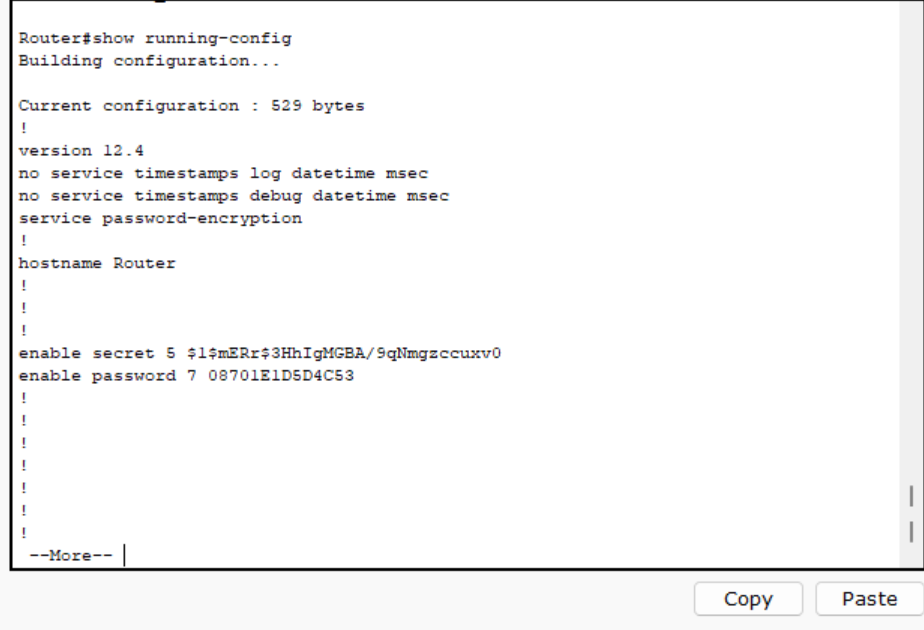 Router#show running-config
Building configuration...
Current configuration : 529 bytes
!
version 12.4
no service timestamps log datetime msec
no service timestamps debug datetime msec
service password-encryption
!
hostname Router
!
!
!
enable secret 5 $1$mERr$3HhIgMGBA/9qNmgzccuxv0
enable password 7 08701E1D5D4C53
!
!
!
!
!
!
!
--More--
Copy Paste